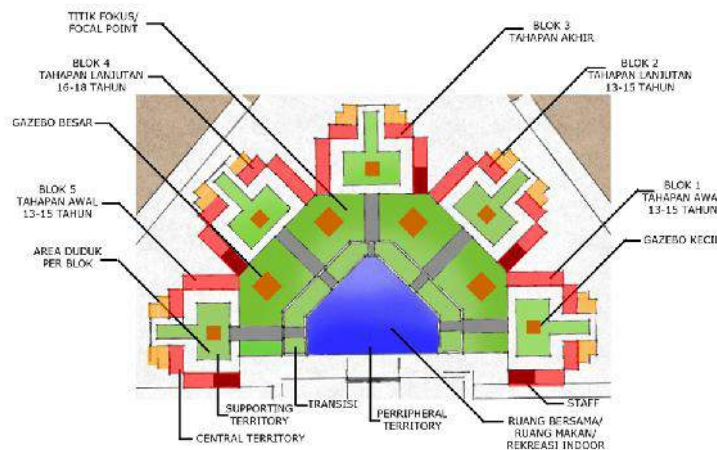 TITIK FOKUS/
FOCAL POINT
BLOK 4
TAHAPAN LANJUTAN
16-18 TAHUN
GAZEBO BESAR
BLOK 5
TAHAPAN AWAL
13-15 TAHUN
AREA DUDUK
PER BLOK
BLOK 3
TAHAPAN AKHIR
BLOK 2
TAHAPAN LANJUTAN
13-15 TAHUN
BLOK 1
TAHAPAN AWAL
13-15 TAHUN
GAZEBO KECIL
STAFF
RUANG BERSAMA/
RUANG MAKAN/
REKREASI INDOOR
PERRIPHERAL
TERRITORY
TRANSISI
SUPPORTING
TERRITORY
CENTRAL TERRITORY